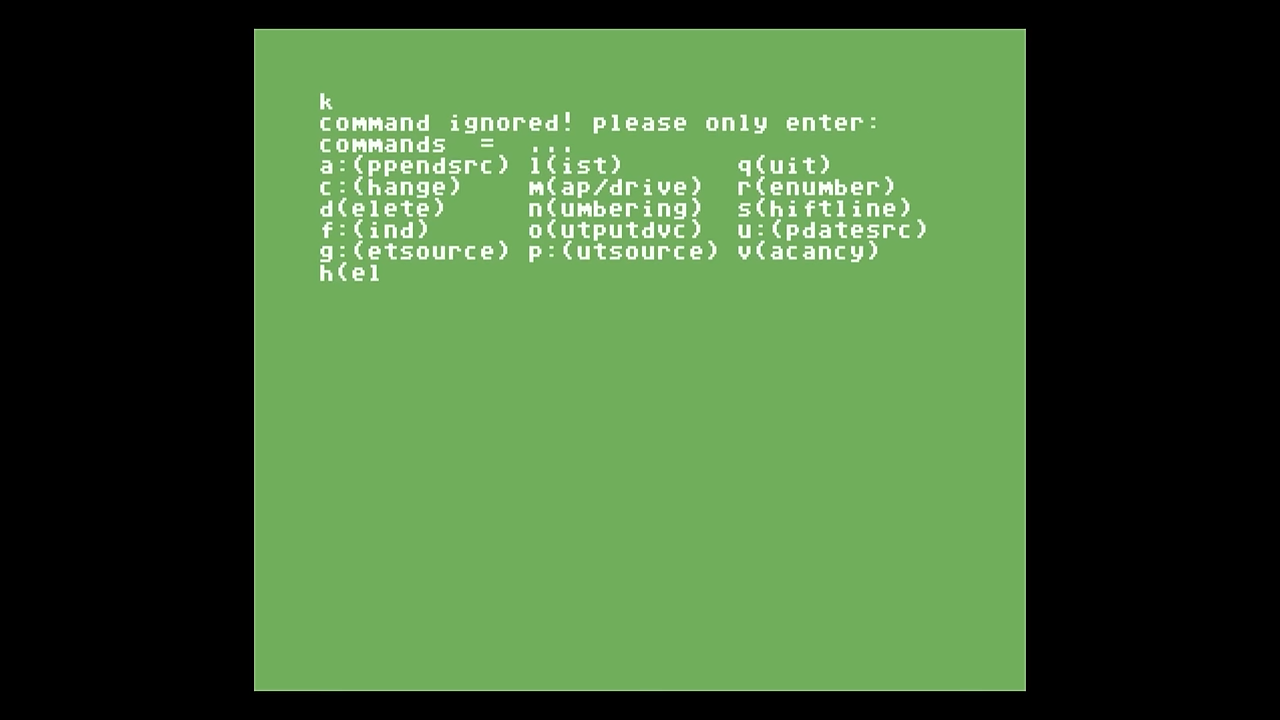 k
command ignored! please only enter:
commands = ...
a:(ppendsrc) l(ist) q(uit)
c:(hange) m(ap/drive) r(enumber)
d(elete) n(umbering) s(hiftline)
f:(ind) o(utputdvc) u:(pdatesrc)
g:(etsource) p:(utsource) v(acancy)
h(el